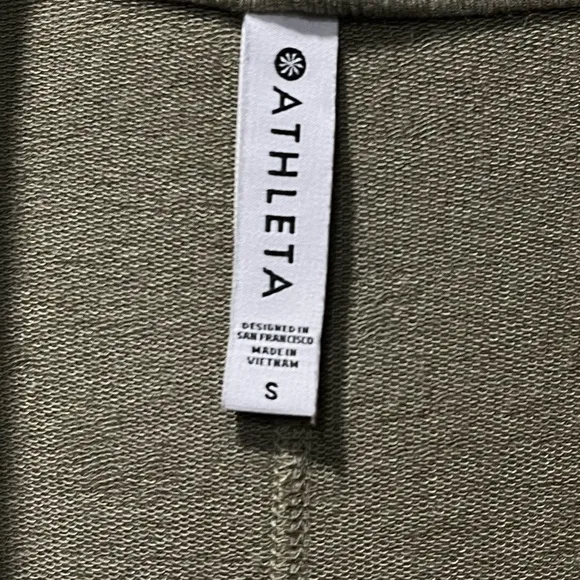 ATHLETA
DESIGNED IN
SAN FRANCISCO
MADE IN
VIETNAM
S